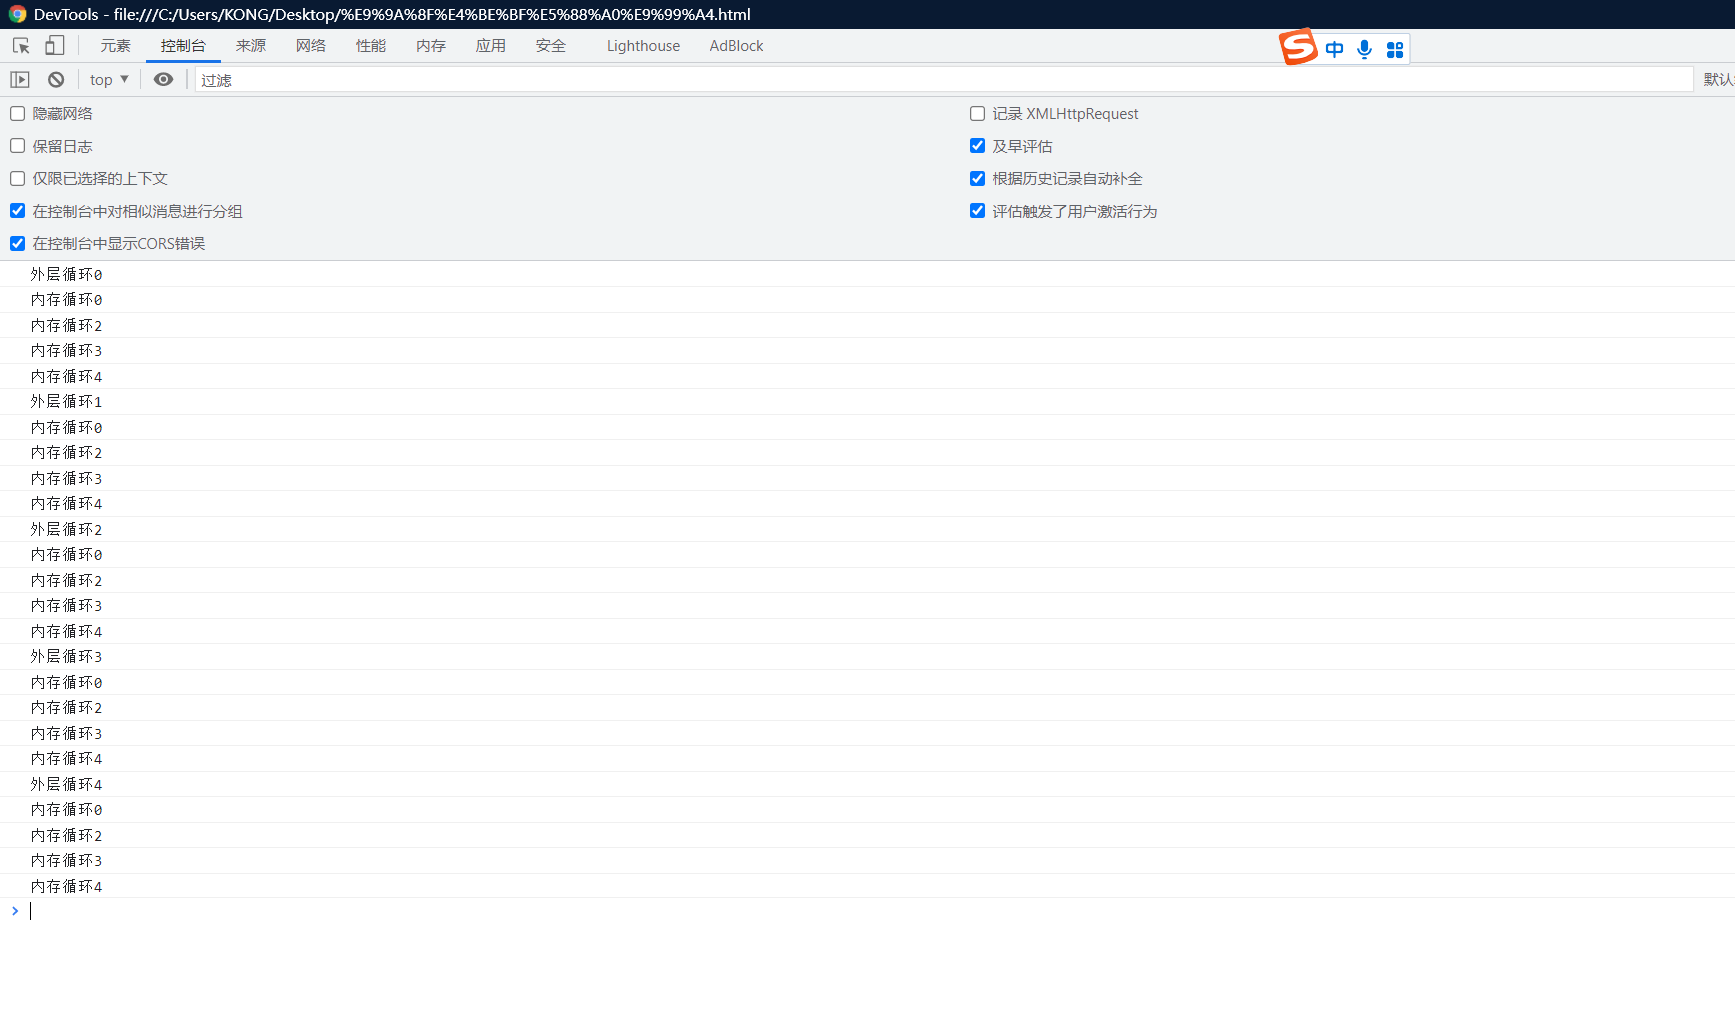 DevTools - file:///C:/Users/KONG/Desktop/%E9%9A%8F%E4%BE%BF%E5%88%A0%E9%99%A4.html
元素 控制台 来源 网络 性能 内存 应用 安全 Lighthouse AdBlock
中
top ▼ 过滤 默认
隐藏网络 记录 XMLHttpRequest
保留日志 及早评估
仅限已选择的上下文 根据历史记录自动补全
在控制台中对相似消息进行分组 评估触发了用户激活行为
在控制台中显示CORS错误
外层循环0
内存循环0
内存循环2
内存循环3
内存循环4
外层循环1
内存循环0
内存循环2
内存循环3
内存循环4
外层循环2
内存循环0
内存循环2
内存循环3
内存循环4
外层循环3
内存循环0
内存循环2
内存循环3
内存循环4
外层循环4
内存循环0
内存循环2
内存循环3
内存循环4